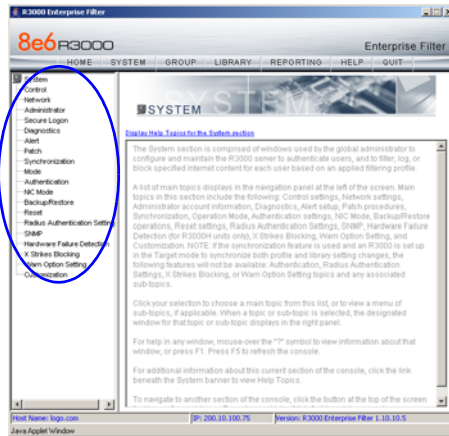 R3000 Enterprise Filter
8e6 R3000
Enterprise Filter
HOME SYSTEM GROUP LIBRARY REPORTING HELP QUIT
System
Control
Network
Administrator
Secure Logon
Diagnostics
Alert
Patch
Synchronization
Mode
Authentication
NIC Mode
Backup/Restore
Reset
Radius Authentication Setting
SNMP
Hardware Failure Detection
X Strikes Blocking
Warn Option Setting
Customization
SYSTEM
Display Help Topics for the System section
The System section is comprised of windows used by the global administrator to
configure and maintain the R3000 server to authenticate users, and to filter, log, or
block specified Internet content for each user based on an applied filtering profile.
A list of main topics displays in the navigation panel at the left of the screen. Main
topics in this section include the following: Control settings, Network settings,
Administrator account information, Diagnostics, Alert setup, Patch procedures,
Synchronization, Operation Mode, Authentication settings, NIC Mode, Backup/Restore
operations, Reset settings, Radius Authentication Settings, SNMP, Hardware Failure
Detection (for R3000H units only), X Strikes Blocking, Warn Option Setting, and
Customization. NOTE: If the synchronization feature is used and an R3000 is set up
in the Target mode to synchronize both profile and library setting changes, the
following features will not be available: Authentication, Radius Authentication
Settings, X Strikes Blocking, or Warn Option Setting topics and any associated
sub-topics.
Click your selection to choose a main topic from this list, or to view a menu of
sub-topics, if applicable. When a topic or sub-topic is selected, the designated
window for that topic or sub-topic displays in the right panel.
For help in any window, mouse-over the "?" symbol to view information about that
window, or press F1. Press F5 to refresh the console.
For additional information about this current section of the console, click the link
beneath the System banner to view Help Topics.
To navigate to another section of the console, click the button at the top of the screen
Host Name: logo.com IP: 200.10.100.75 Version: R3000 Enterprise Filter 1.10.10.5
Java Applet Window